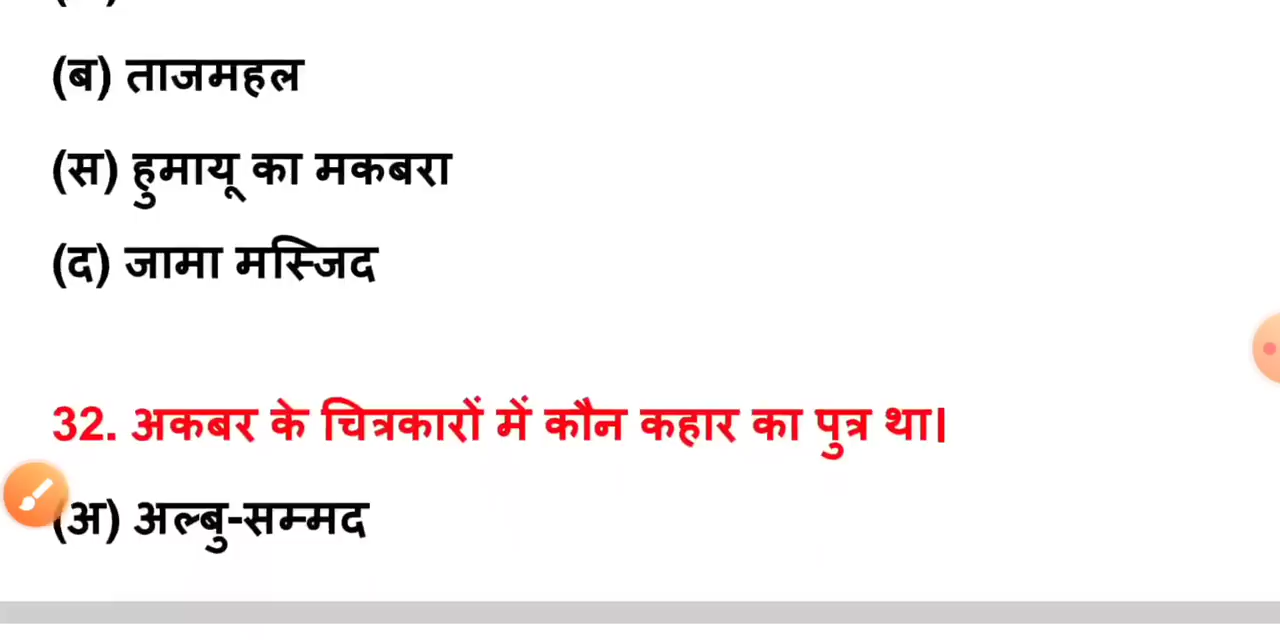 (ब) ताजमहल
(स) हुमायू का मकबरा
(द) जामा मस्जिद
32. अकबर के चित्रकारों में कौन कहार का पुत्र था।
(अ) अल्बु-सम्मद